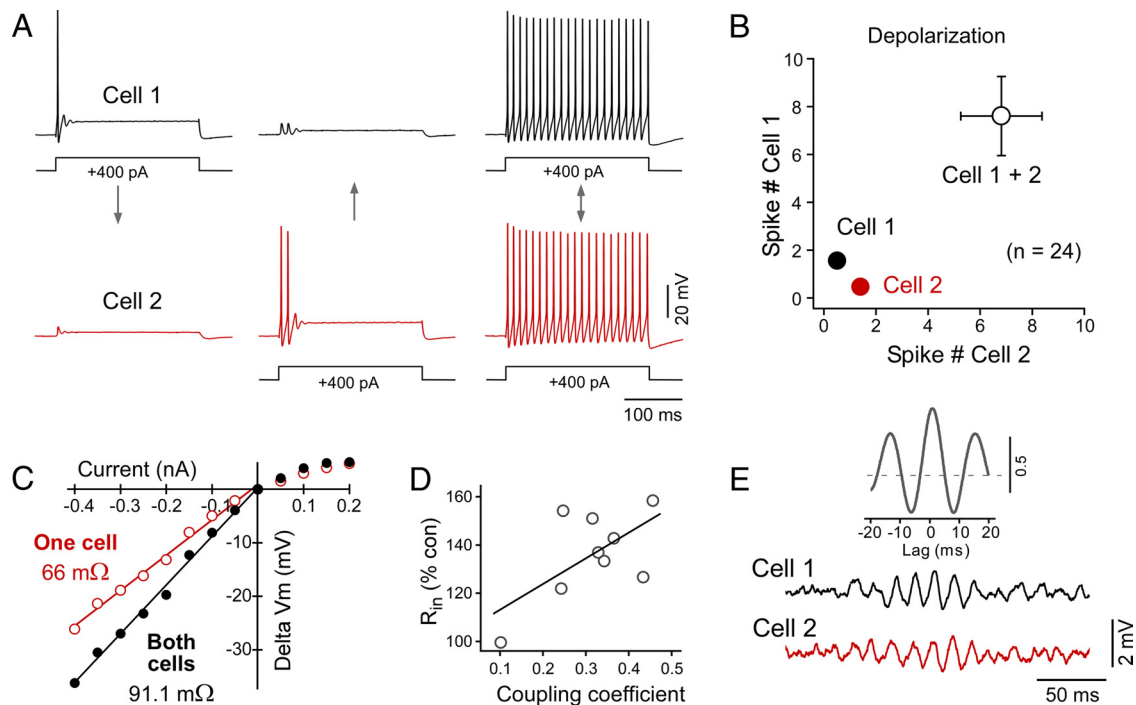 A
Cell 1
+400 pA
+400 pA
Cell 2
20 mV
+400 pA
+400 pA
100 ms
B
Depolarization
10
8
6
4
2
0
Spike # Cell 1
Cell 1 + 2
Cell 1
(n = 24)
Cell 2
0 2 4 6 8 10
Spike # Cell 2
C
Current (nA)
-0.4 -0.3 -0.2 -0.1 0.1 0.2
One cell
66 mΩ
-10
-20
-30
Delta Vm (mV)
Both
cells
91.1 mΩ
D
160
140
120
100
Rin (% con)
0.1 0.2 0.3 0.4 0.5
Coupling coefficient
E
0.5
-20 -10 0 10 20
Lag (ms)
Cell 1
Cell 2
2 mV
50 ms